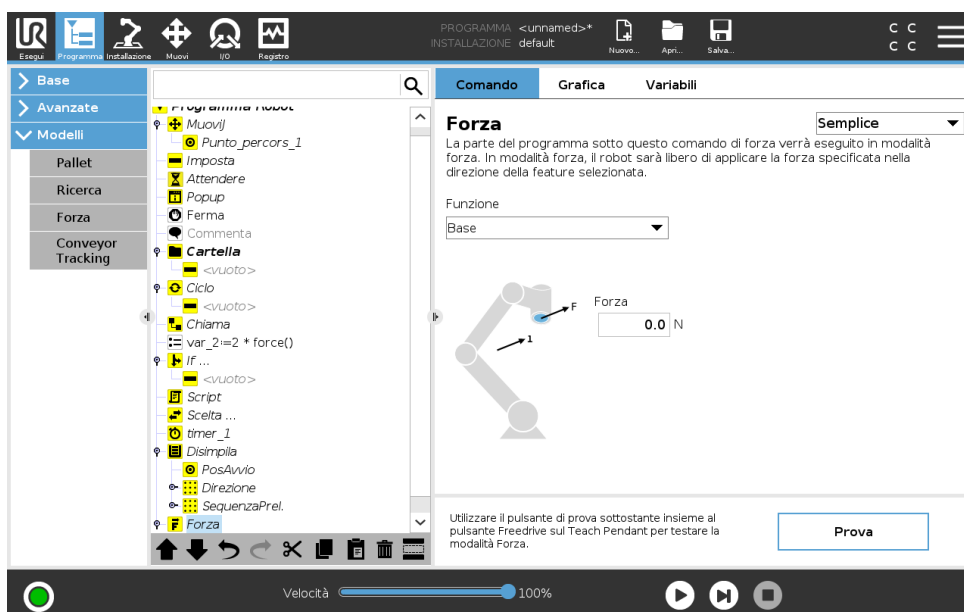 UR
PROGRAMMA <unnamed>*
INSTALLAZIONE default
Esegui Programma Installazione Muovi I/O Registro
Nuovo... Apri... Salva...
C C
C C
Base
Avanzate
Modelli
Pallet
Ricerca
Forza
Conveyor
Tracking
Programma Robot
MuoviJ
Punto_percors_1
Imposta
Attendere
Popup
Ferma
Commenta
Cartella
<vuoto>
Ciclo
<vuoto>
Chiama
var_2:=2 * force()
If ...
<vuoto>
Script
Scelta ...
timer_1
Disimpila
PosAvvio
Direzione
SequenzaPrel.
Forza
Comando Grafica Variabili
Forza
Semplice
La parte del programma sotto questo comando di forza verrà eseguito in modalità
forza. In modalità forza, il robot sarà libero di applicare la forza specificata nella
direzione della feature selezionata.
Funzione
Base
F
1
Forza
0.0 N
Utilizzare il pulsante di prova sottostante insieme al
pulsante Freedrive sul Teach Pendant per testare la
modalità Forza.
Prova
Velocità 100%